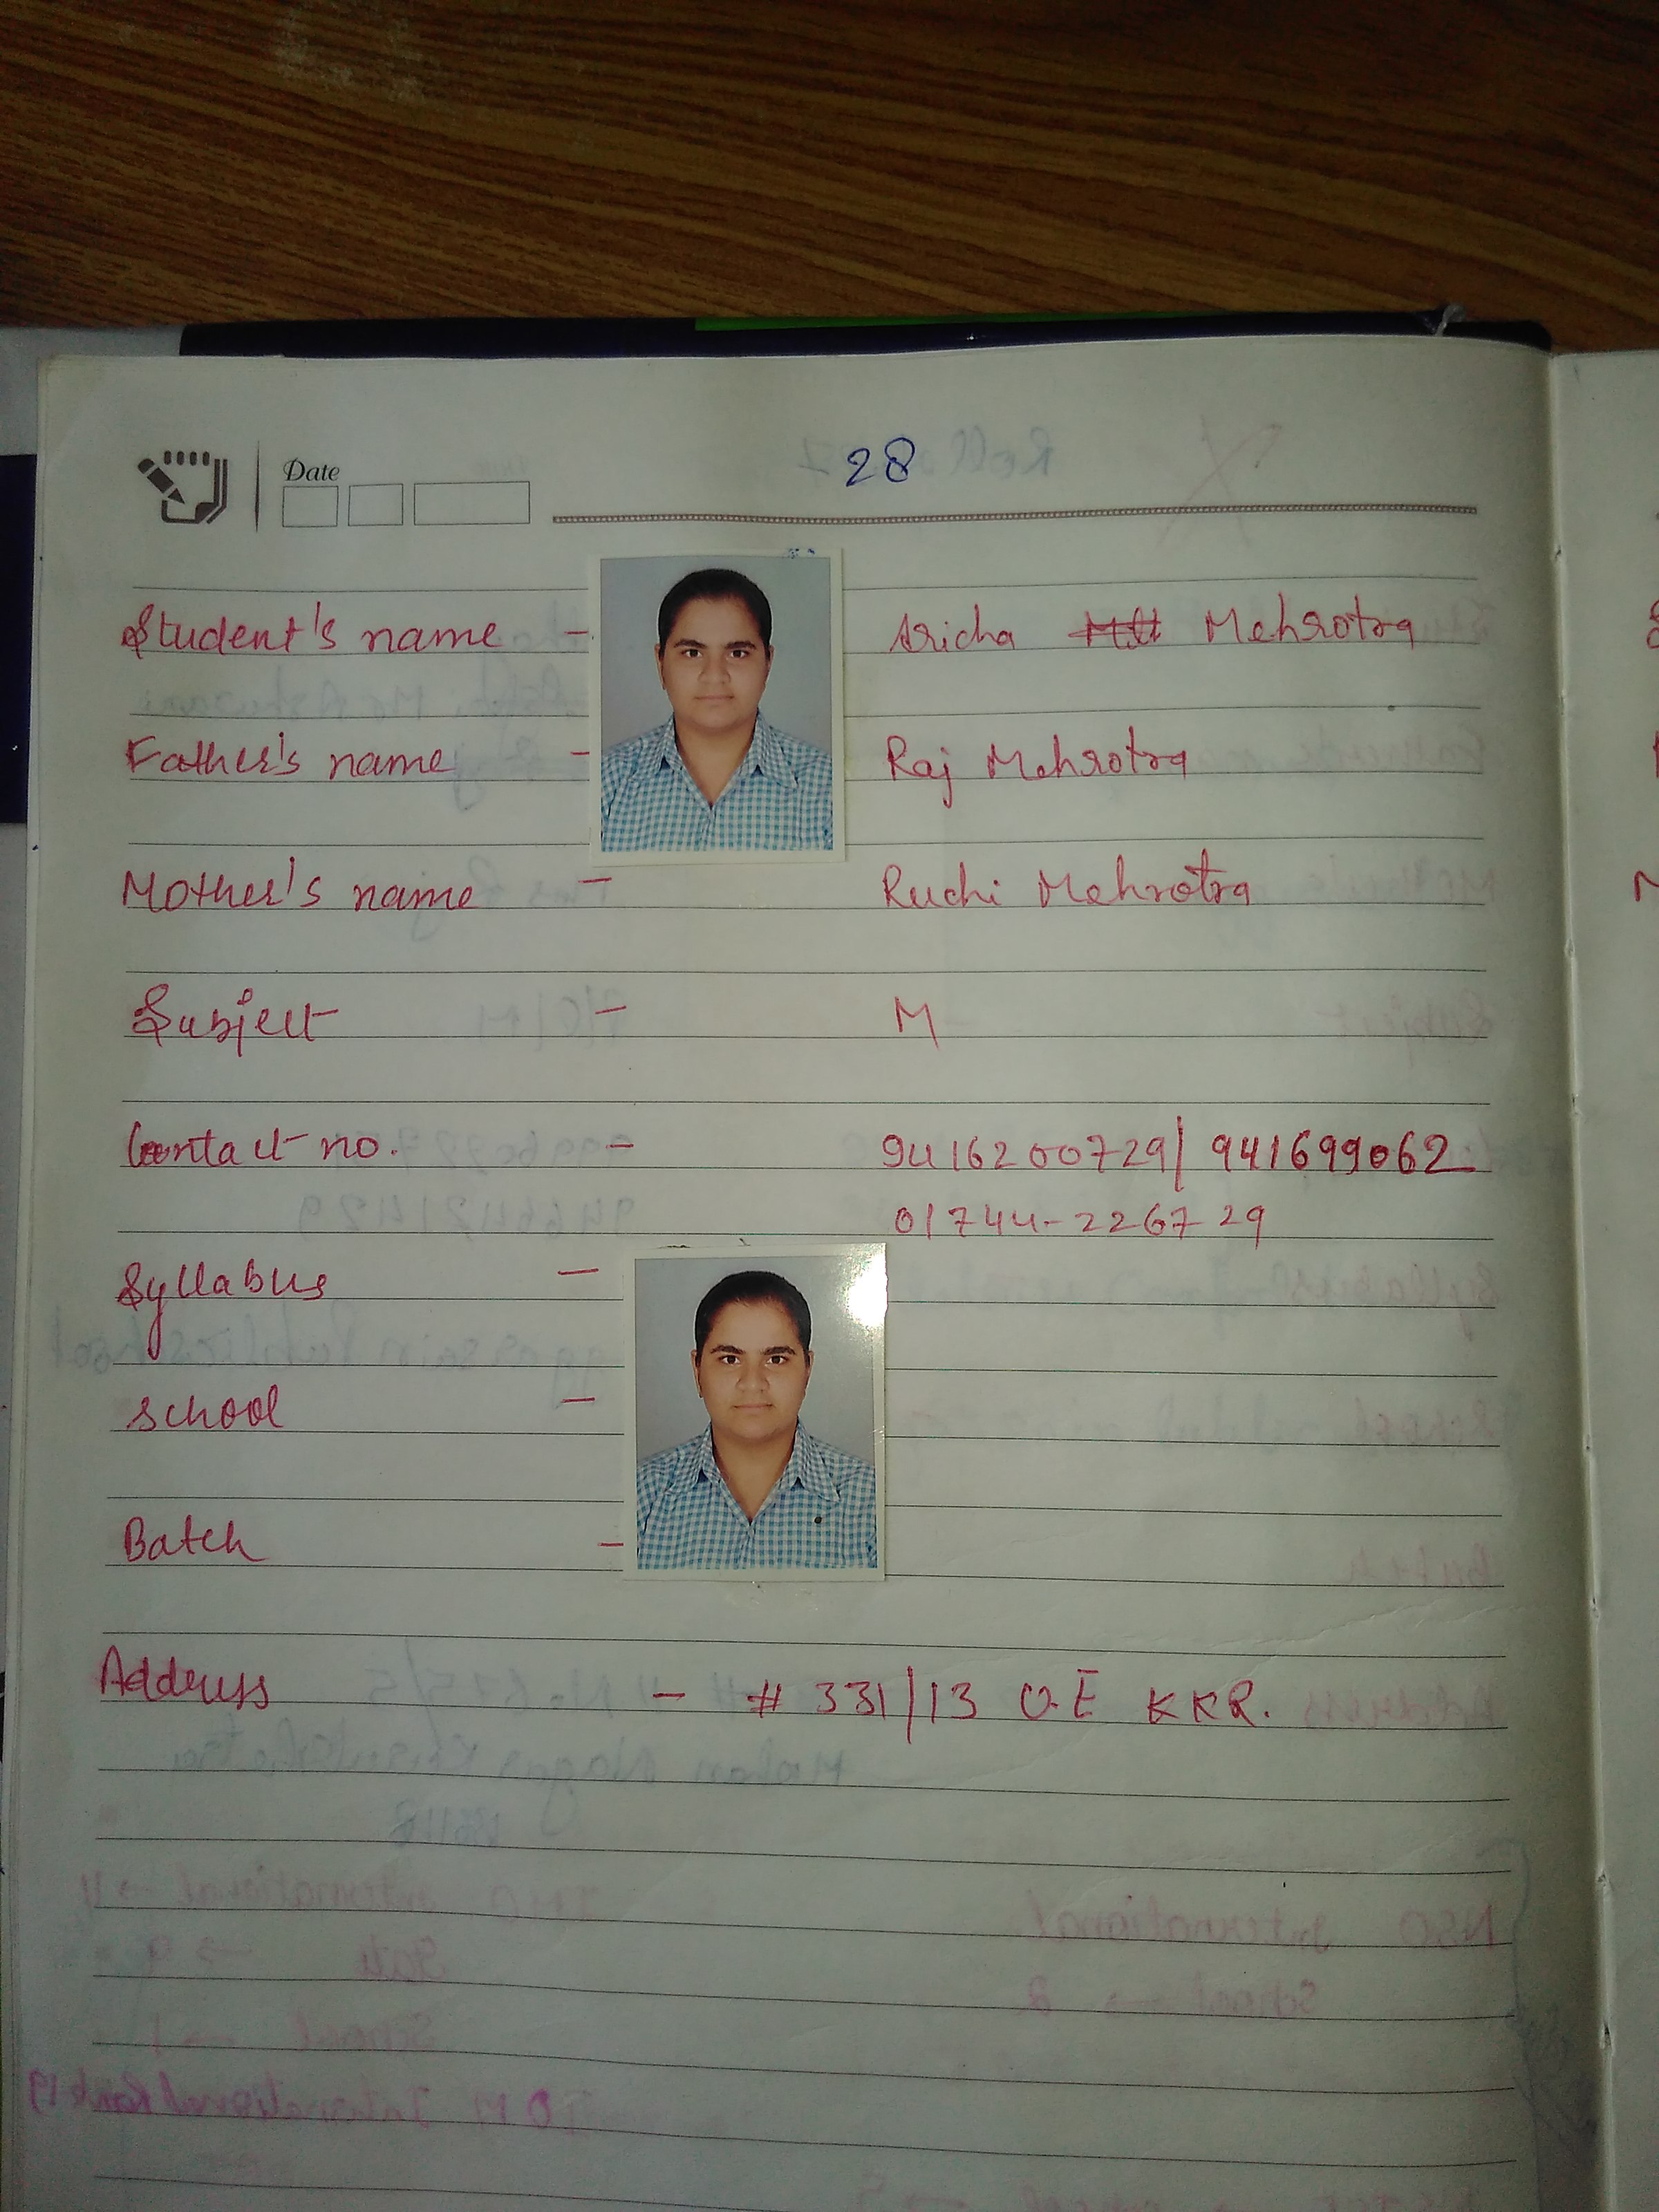 Date
28
Student's name - Aricha Mehrotra
Father's name - Raj Mehrotra
Mother's name - Ruchi Mehrotra
Subject - M
Contact no. - 9416200729/ 941699062
01744-226729
Syllabus -
School -
Batch -
Address - # 331/13 U.E KKR.